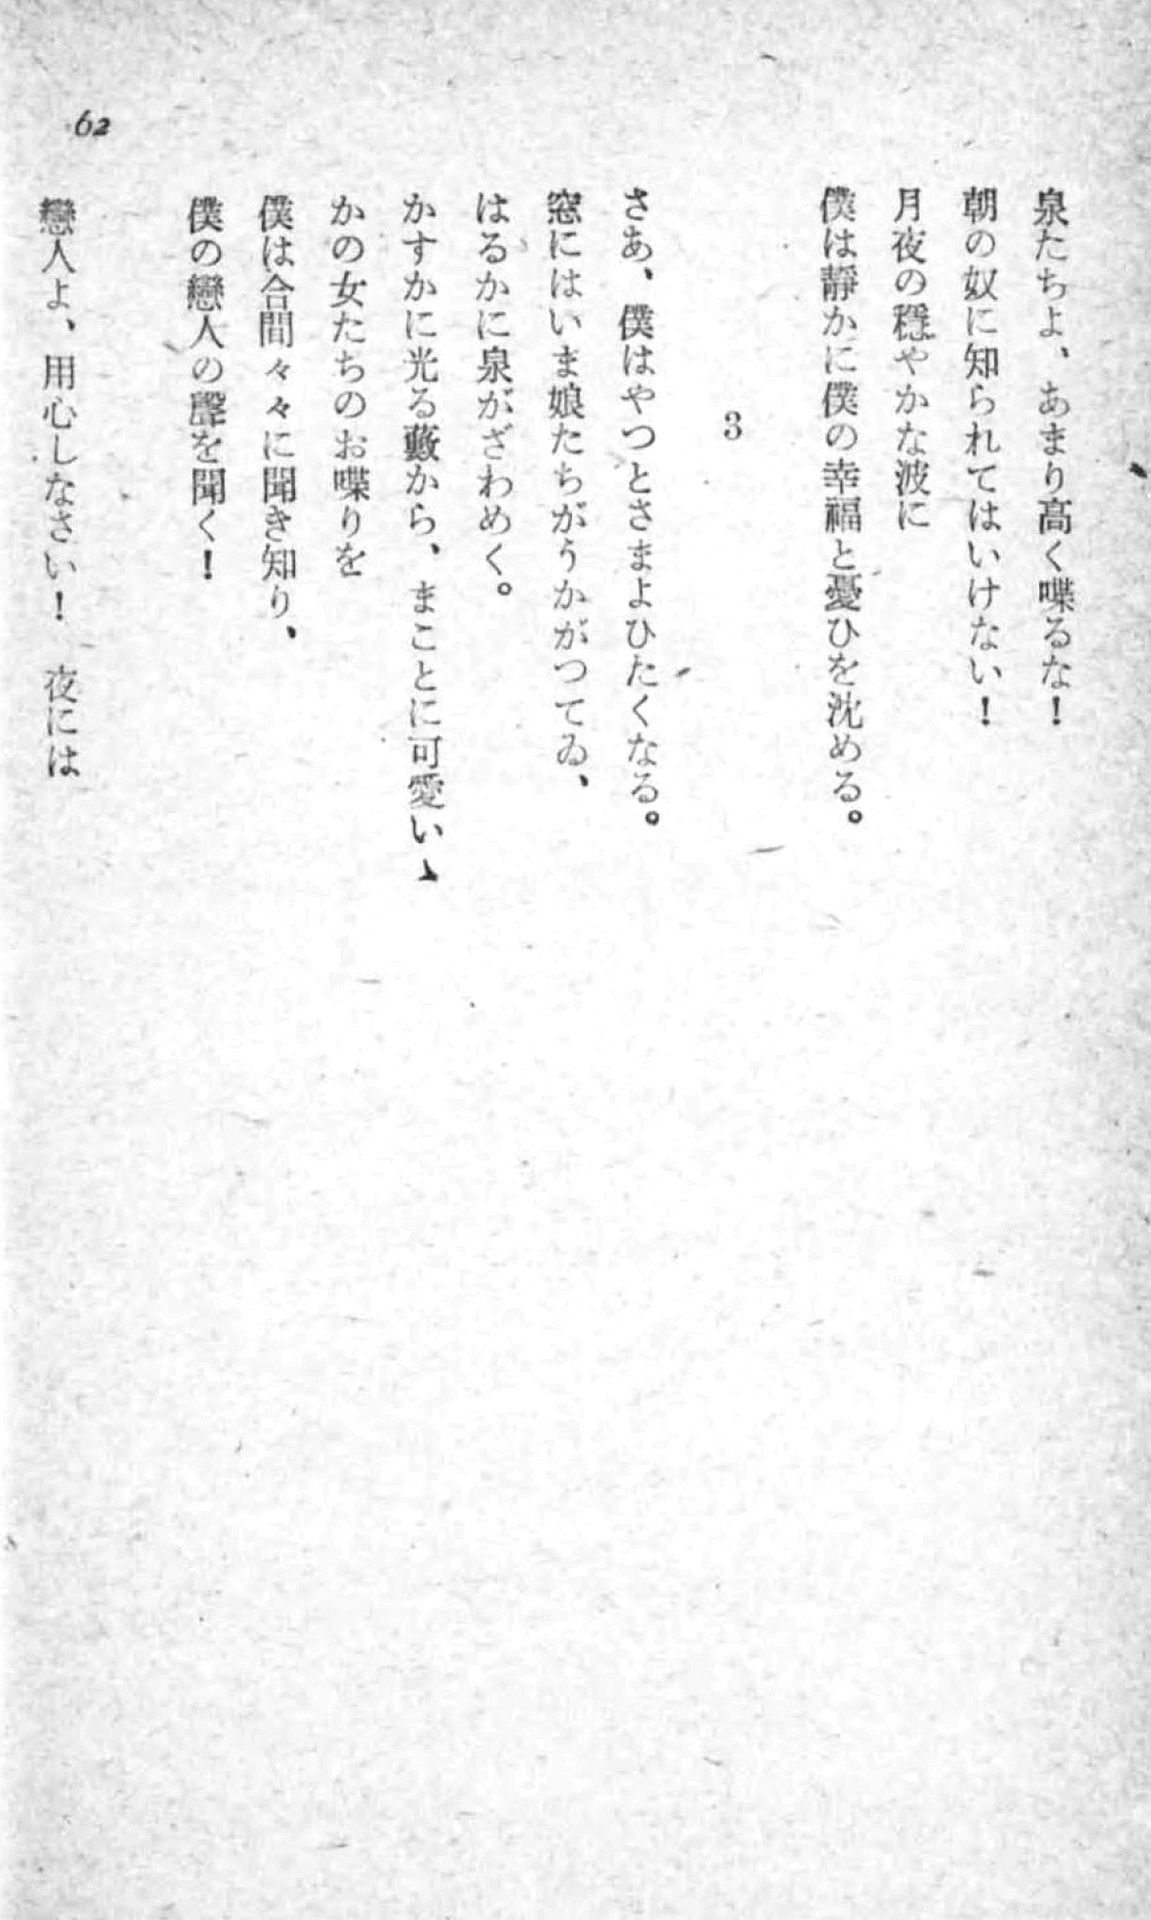 泉たちよ、あまり高く喋るな！
朝の奴に知られてはいけない！
月夜の穩やかな波に
僕は靜かに僕の幸福と憂ひを沈める。
3
さあ、僕はやつとさまよひたくなる。
窓にはいま娘たちがうかがつてゐ、
はるかに泉がざわめく。
かすかに光る藪から、まことに可愛い
かの女たちのお喋りを
僕は合間々々に聞き知り、
僕の戀人の聲を聞く！
戀人よ、用心しなさい！　夜には
62